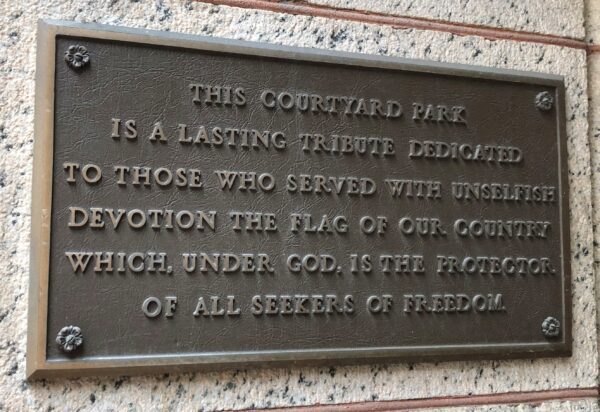 THIS COURTYARD PARK
IS A LASTING TRIBUTE DEDICATED
TO THOSE WHO SERVED WITH UNSELFISH
DEVOTION THE FLAG OF OUR COUNTRY
WHICH, UNDER GOD, IS THE PROTECTOR
OF ALL SEEKERS OF FREEDOM